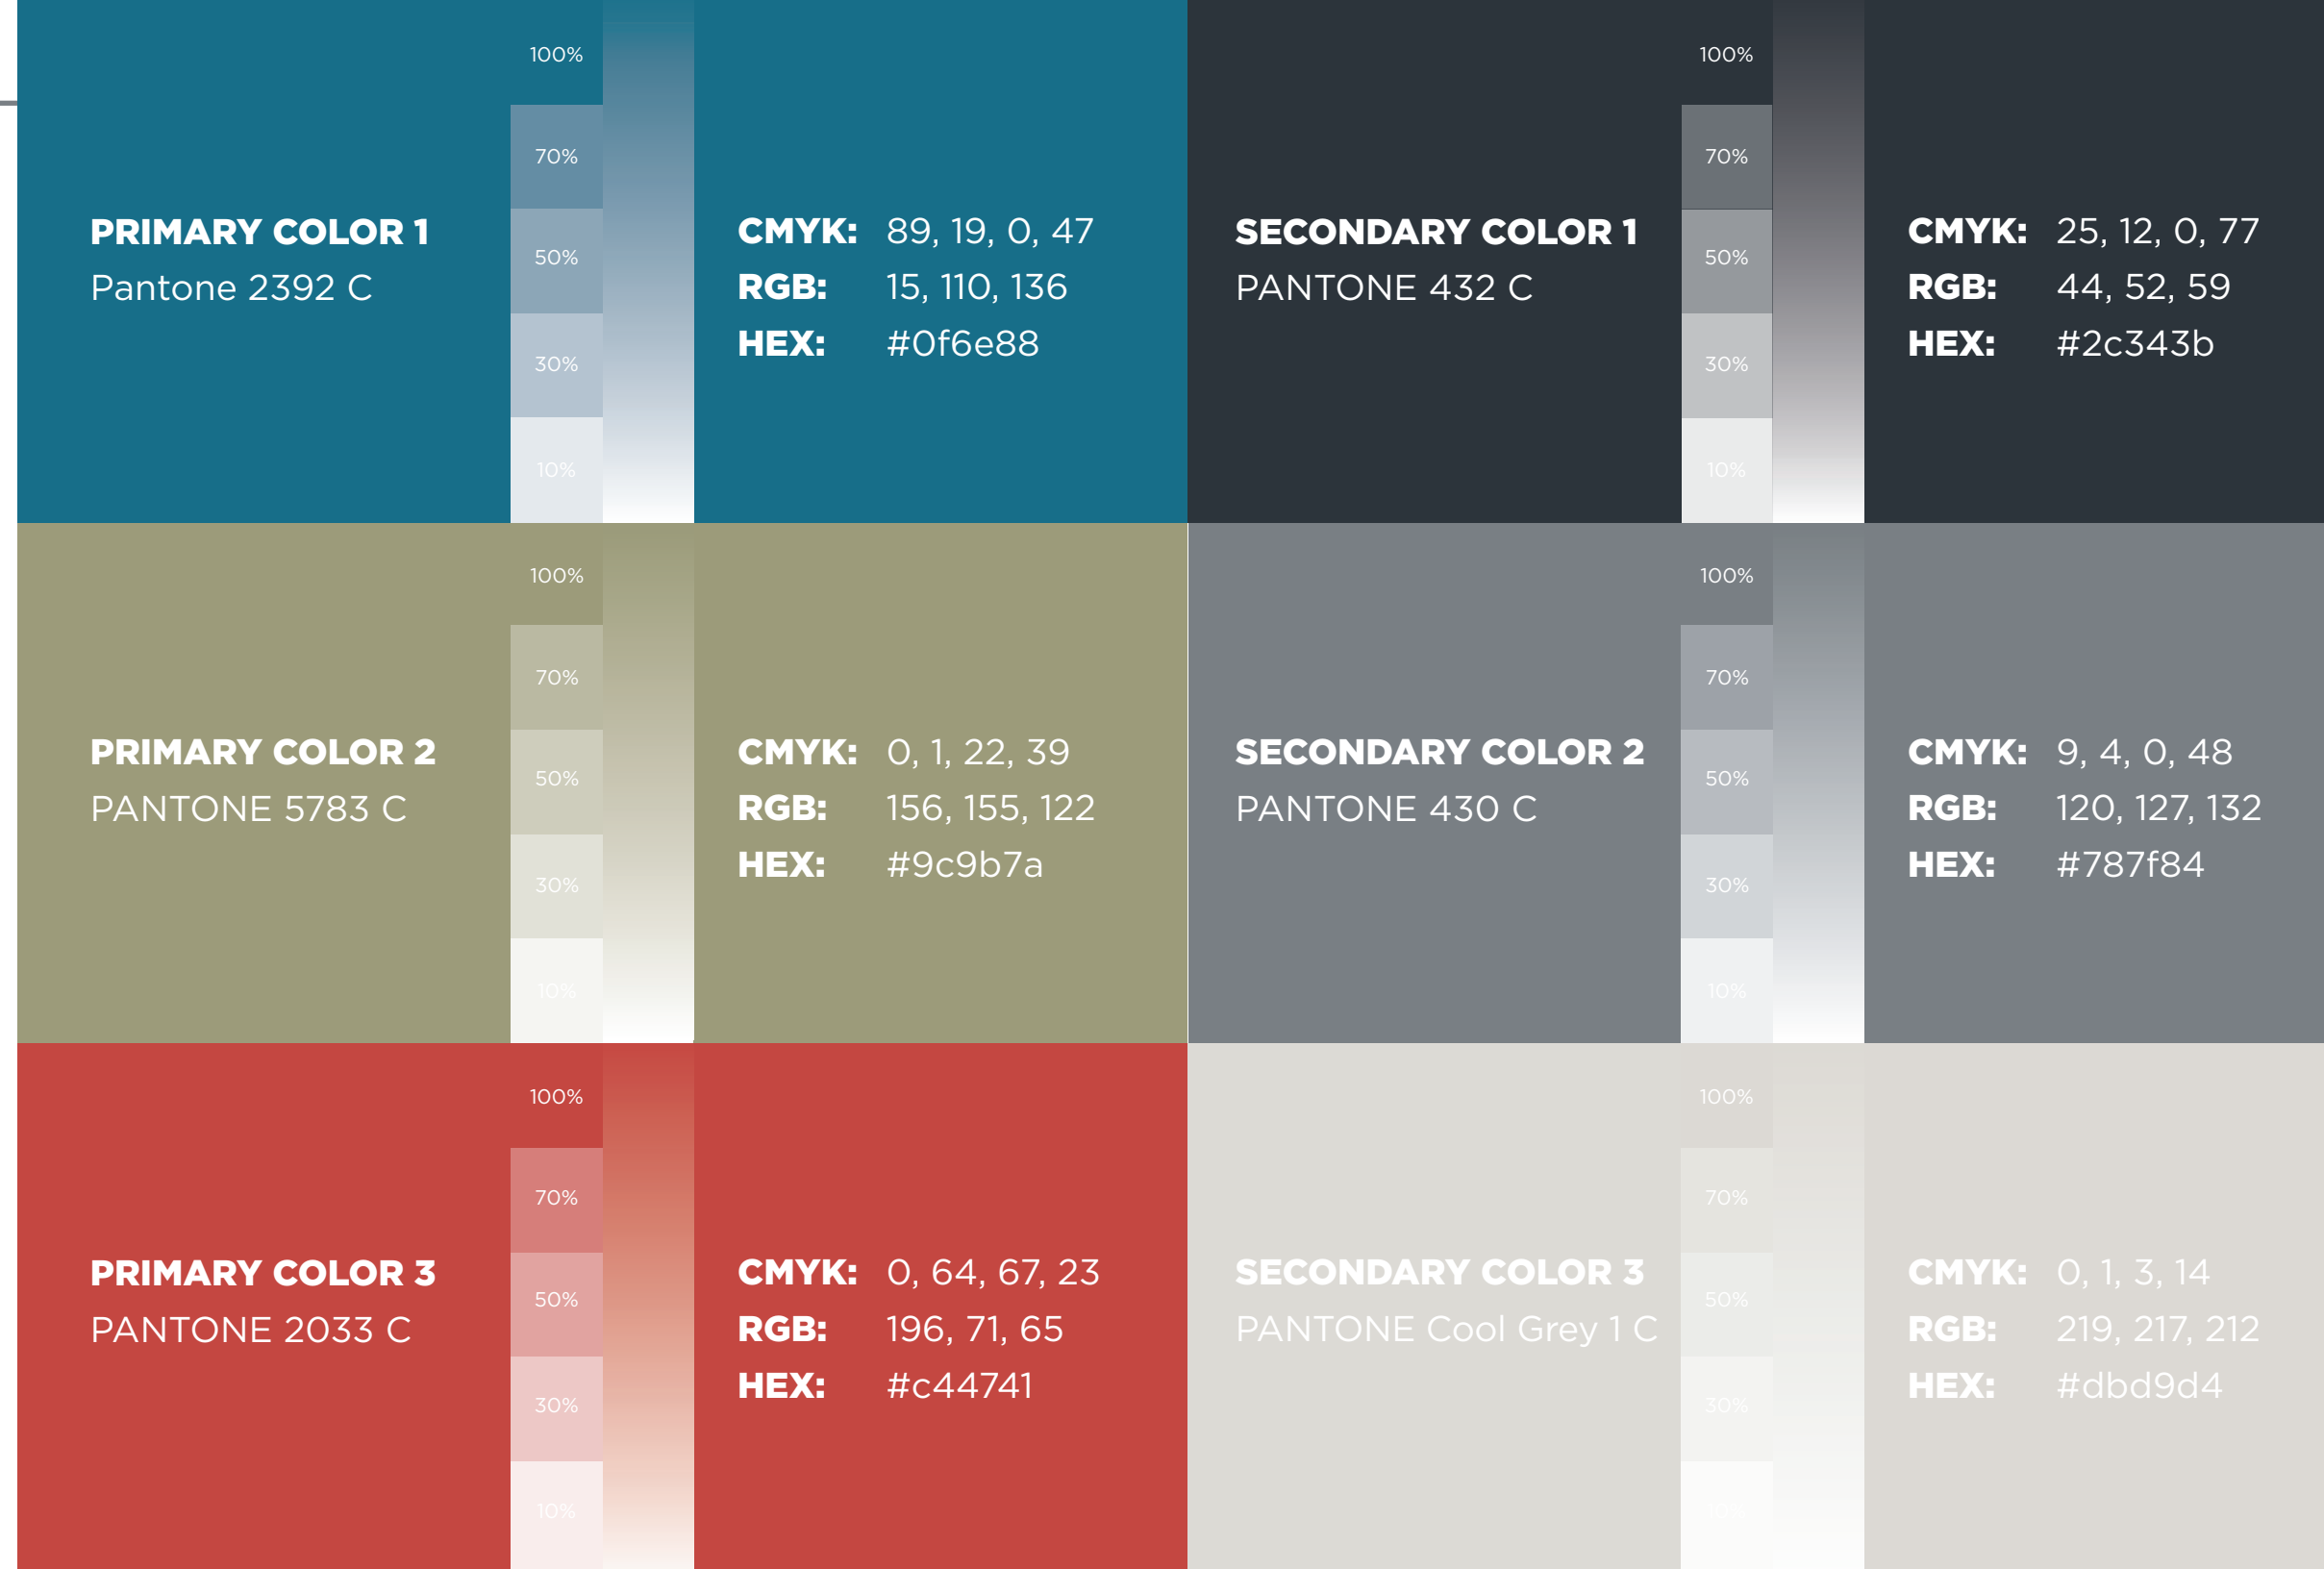 PRIMARY COLOR 1
Pantone 2392 C
100%
70%
50%
30%
10%
CMYK: 89, 19, 0, 47
RGB: 15, 110, 136
HEX: #0f6e88
SECONDARY COLOR 1
PANTONE 432 C
100%
70%
50%
30%
10%
CMYK: 25, 12, 0, 77
RGB: 44, 52, 59
HEX: #2c343b
PRIMARY COLOR 2
PANTONE 5783 C
100%
70%
50%
30%
10%
CMYK: 0, 1, 22, 39
RGB: 156, 155, 122
HEX: #9c9b7a
SECONDARY COLOR 2
PANTONE 430 C
100%
70%
50%
30%
10%
CMYK: 9, 4, 0, 48
RGB: 120, 127, 132
HEX: #787f84
PRIMARY COLOR 3
PANTONE 2033 C
100%
70%
50%
30%
10%
CMYK: 0, 64, 67, 23
RGB: 196, 71, 65
HEX: #c44741
SECONDARY COLOR 3
PANTONE Cool Grey 1 C
100%
70%
50%
30%
10%
CMYK: 0, 1, 3, 14
RGB: 219, 217, 212
HEX: #dbd9d4